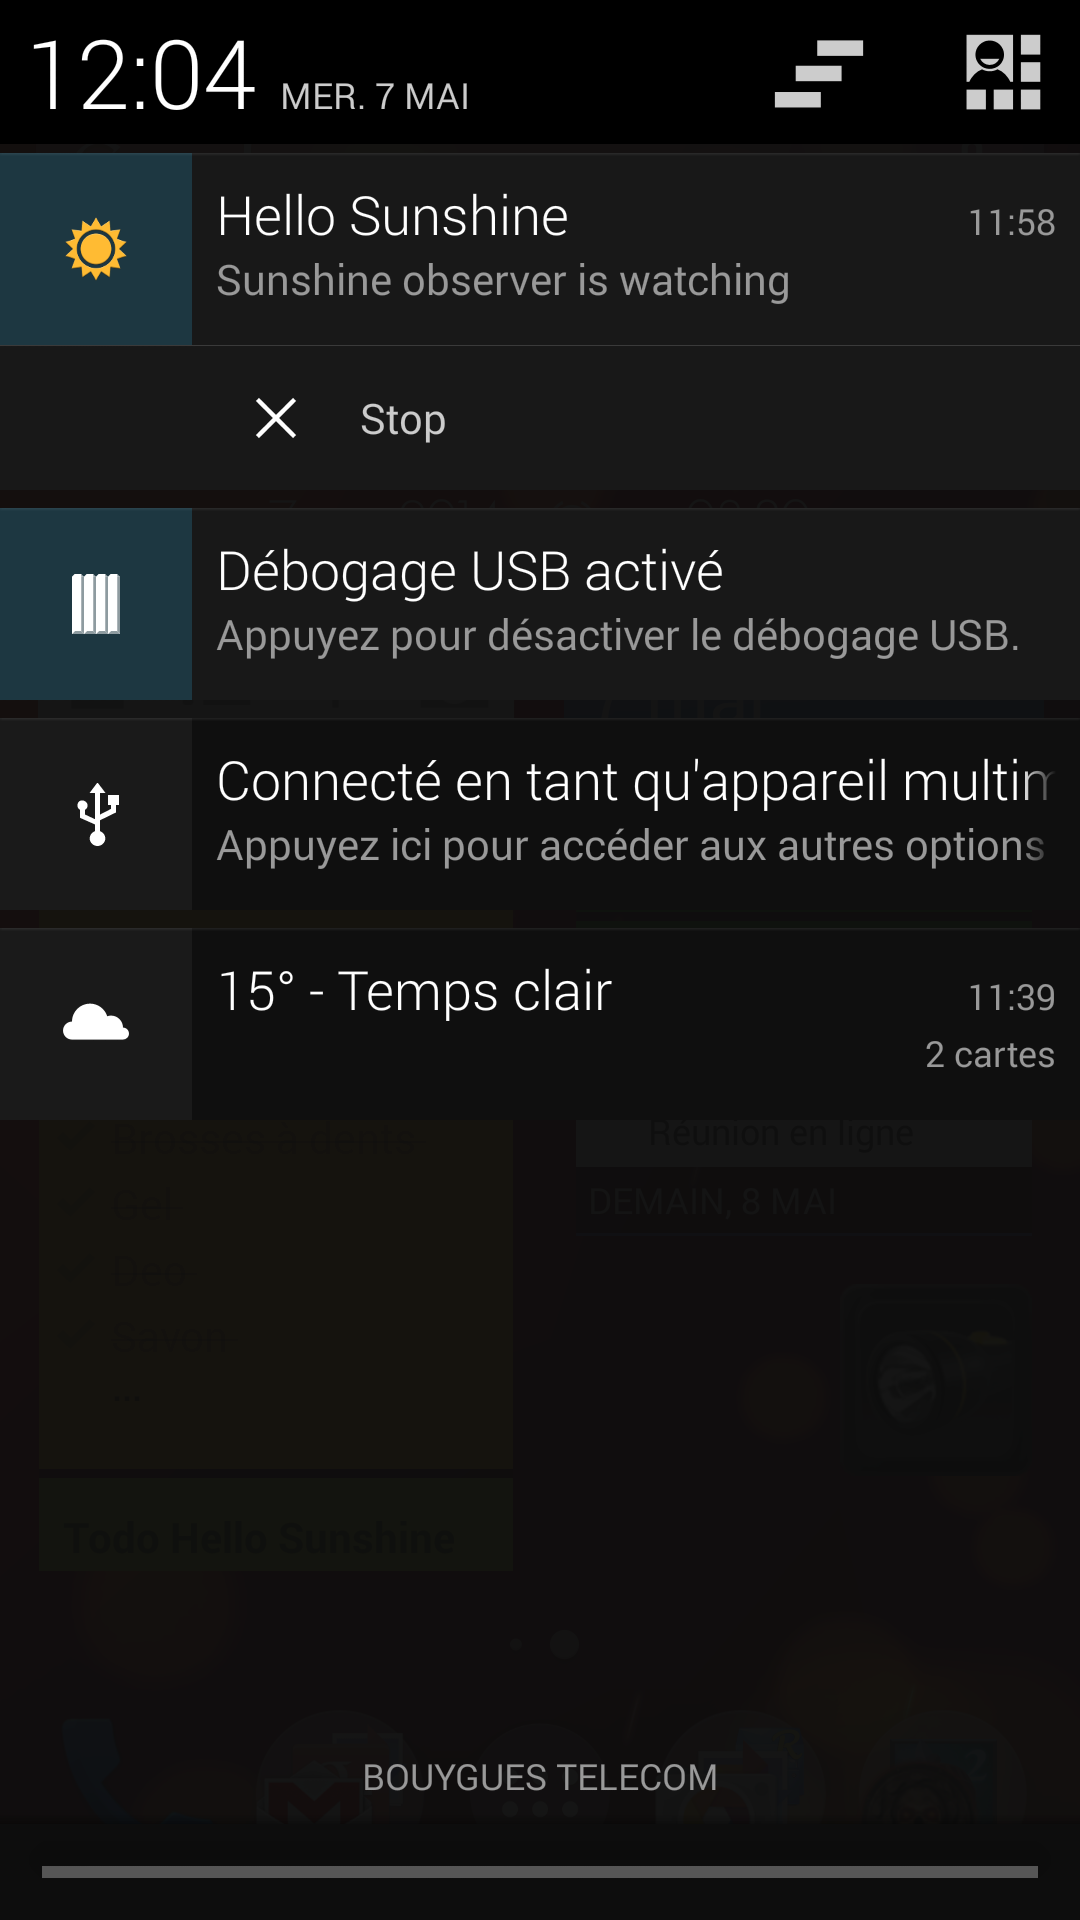 12:04 MER. 7 MAI
Hello Sunshine 11:58
Sunshine observer is watching
Stop
Débogage USB activé
Appuyez pour désactiver le débogage USB.
Connecté en tant qu'appareil multim
Appuyez ici pour accéder aux autres options
15° - Temps clair 11:39
2 cartes
Brosses à dents
Réunion en ligne
Gel
DEMAIN, 8 MAI
Deo
Savon
...
Todo Hello Sunshine
BOUYGUES TELECOM